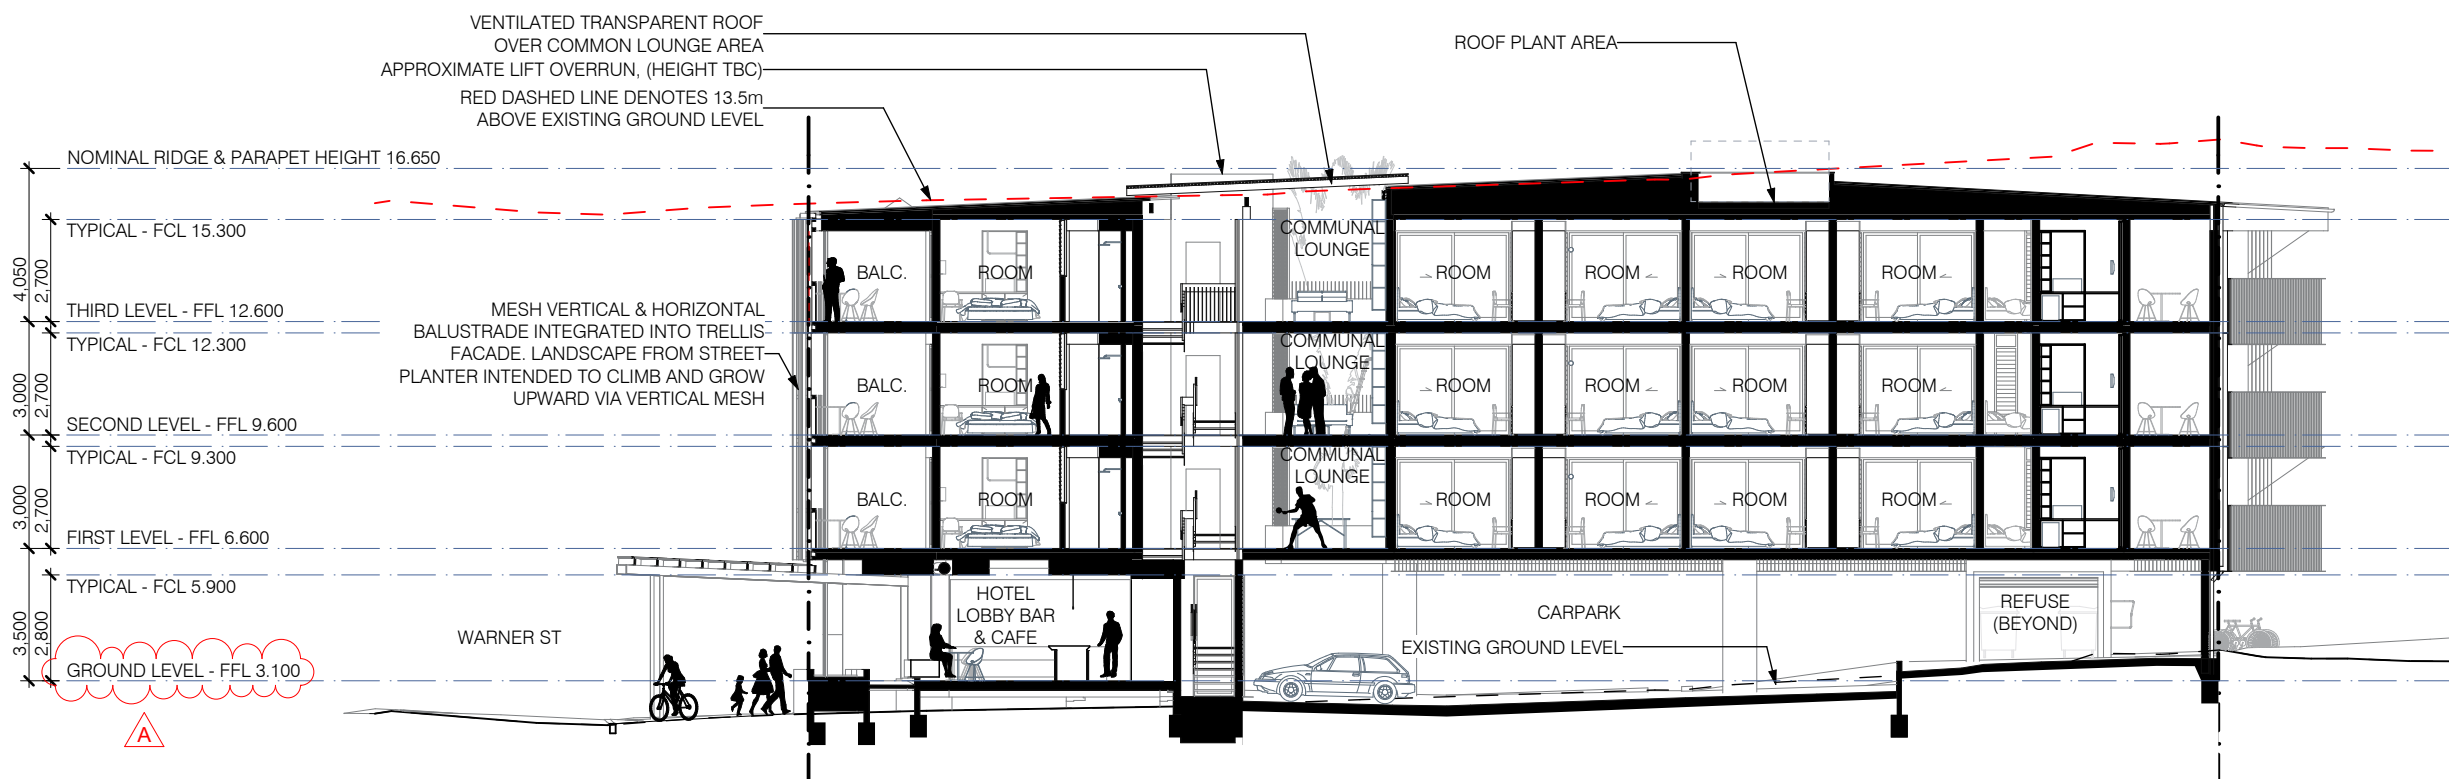 VENTILATED TRANSPARENT ROOF
OVER COMMON LOUNGE AREA
APPROXIMATE LIFT OVERRUN, (HEIGHT TBC)
RED DASHED LINE DENOTES 13.5m
ABOVE EXISTING GROUND LEVEL
ROOF PLANT AREA
NOMINAL RIDGE & PARAPET HEIGHT 16.650
TYPICAL - FCL 15.300
4,050
2,700
THIRD LEVEL - FFL 12.600
TYPICAL - FCL 12.300
3,000
2,700
SECOND LEVEL - FFL 9.600
TYPICAL - FCL 9.300
3,000
2,700
FIRST LEVEL - FFL 6.600
TYPICAL - FCL 5.900
3,500
2,800
GROUND LEVEL - FFL 3.100
A
MESH VERTICAL & HORIZONTAL
BALUSTRADE INTEGRATED INTO TRELLIS
FACADE. LANDSCAPE FROM STREET
PLANTER INTENDED TO CLIMB AND GROW
UPWARD VIA VERTICAL MESH
BALC.
ROOM
COMMUNAL
LOUNGE
ROOM
ROOM
ROOM
ROOM
BALC.
ROOM
COMMUNAL
LOUNGE
ROOM
ROOM
ROOM
ROOM
BALC.
ROOM
COMMUNAL
LOUNGE
ROOM
ROOM
ROOM
ROOM
WARNER ST
HOTEL
LOBBY BAR
& CAFE
CARPARK
EXISTING GROUND LEVEL
REFUSE
(BEYOND)